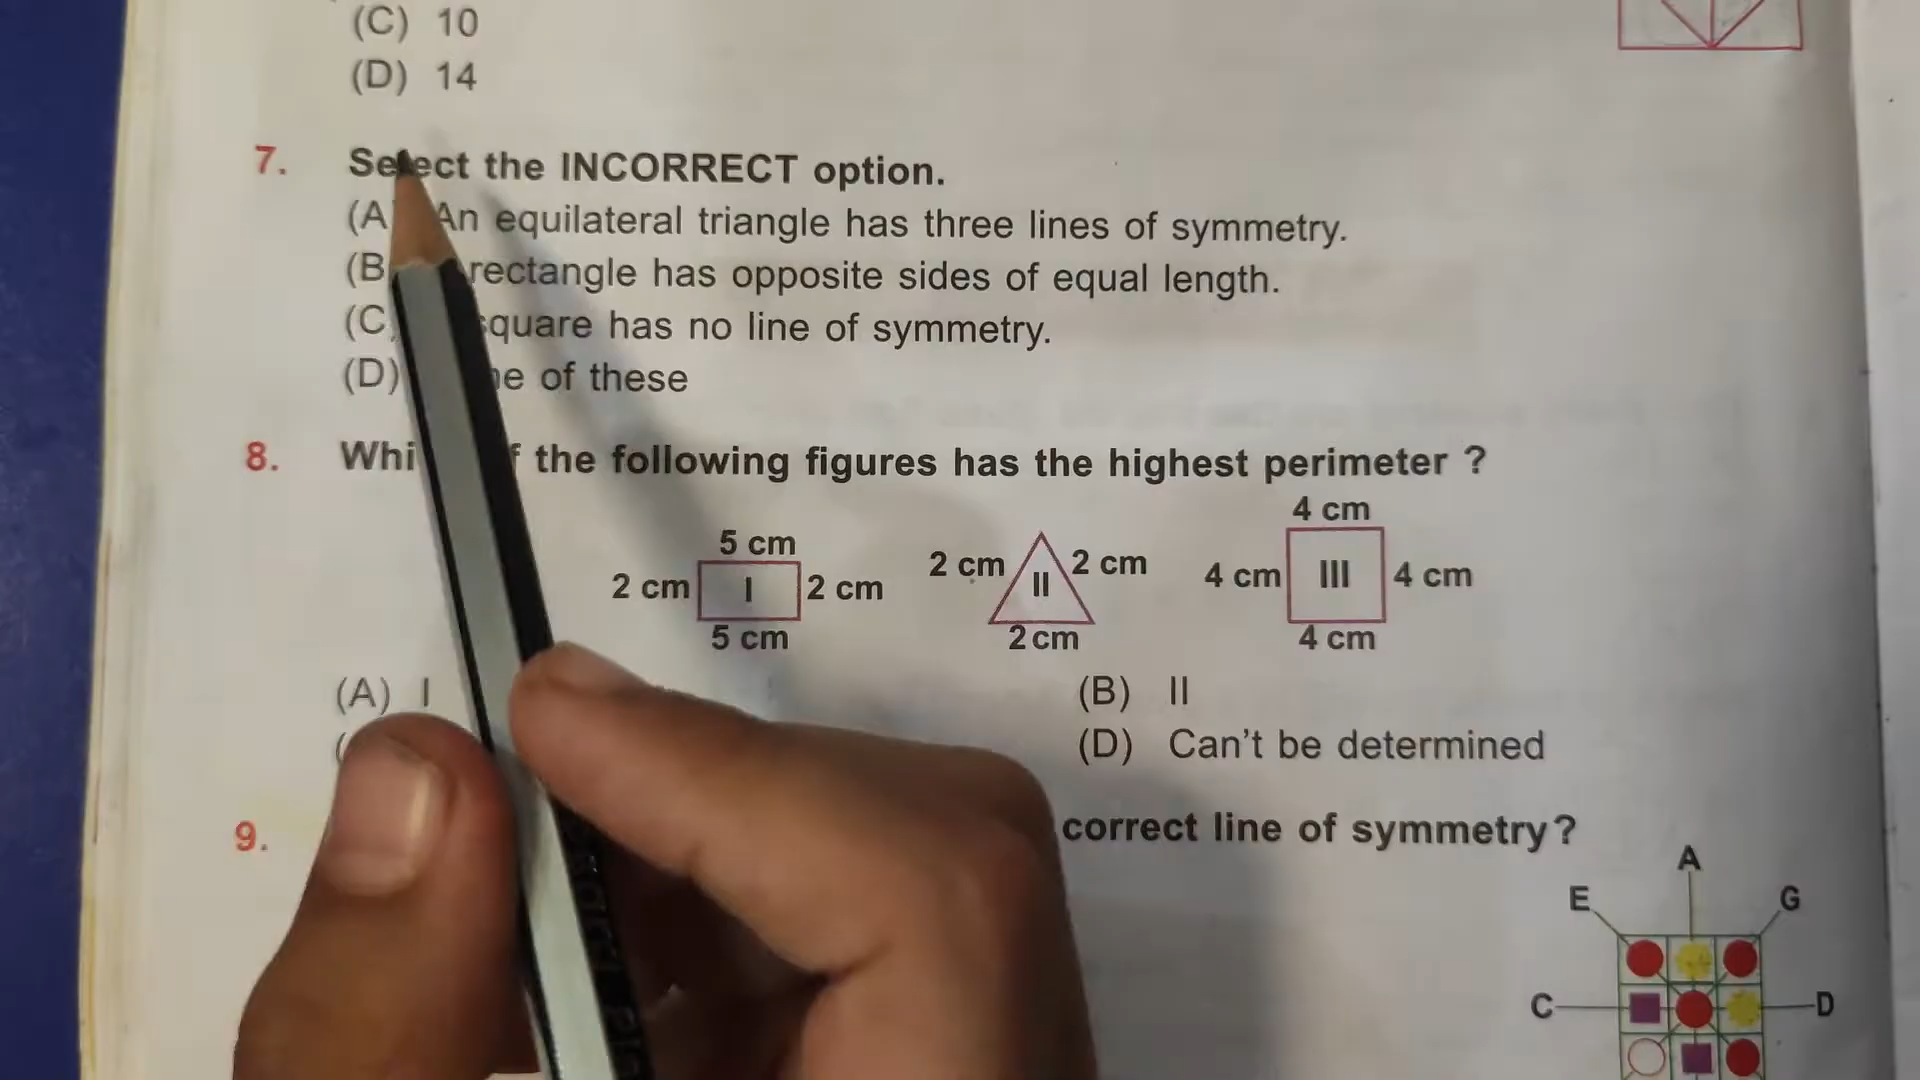 (C) 10
(D) 14
7. Select the INCORRECT option.
(A An equilateral triangle has three lines of symmetry.
(B rectangle has opposite sides of equal length.
(C square has no line of symmetry.
(D) of these
8. the following figures has the highest perimeter ?
5 cm 2 cm I 2 cm 5 cm
2 cm II 2 cm 2 cm
4 cm 4 cm III 4 cm 4 cm
(A) I
(B) II
(D) Can't be determined
9. correct line of symmetry?
A
E G
C D